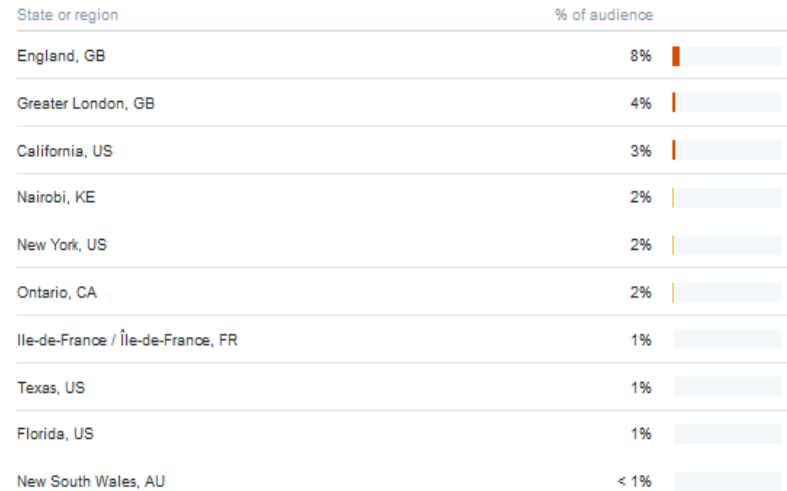 State or region % of audience
England, GB 8%
Greater London, GB 4%
California, US 3%
Nairobi, KE 2%
New York, US 2%
Ontario, CA 2%
Ile-de-France / Île-de-France, FR 1%
Texas, US 1%
Florida, US 1%
New South Wales, AU < 1%